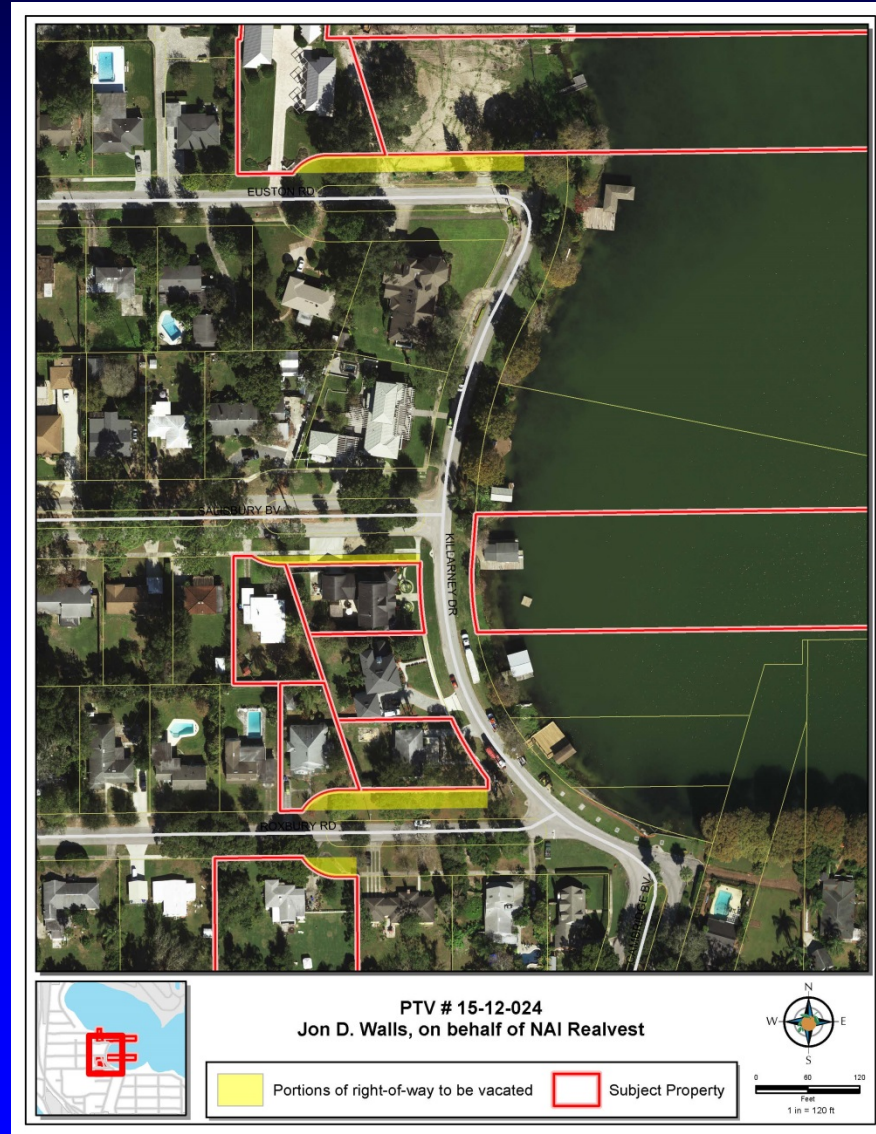 EUSTON RD
SALISBURY BV
KILLARNEY DR
ROXBURY RD
PTV # 15-12-024
Jon D. Walls, on behalf of NAI Realvest
Portions of right-of-way to be vacated
Subject Property
N
W
E
S
0 60 120
Feet
1 in = 120 ft